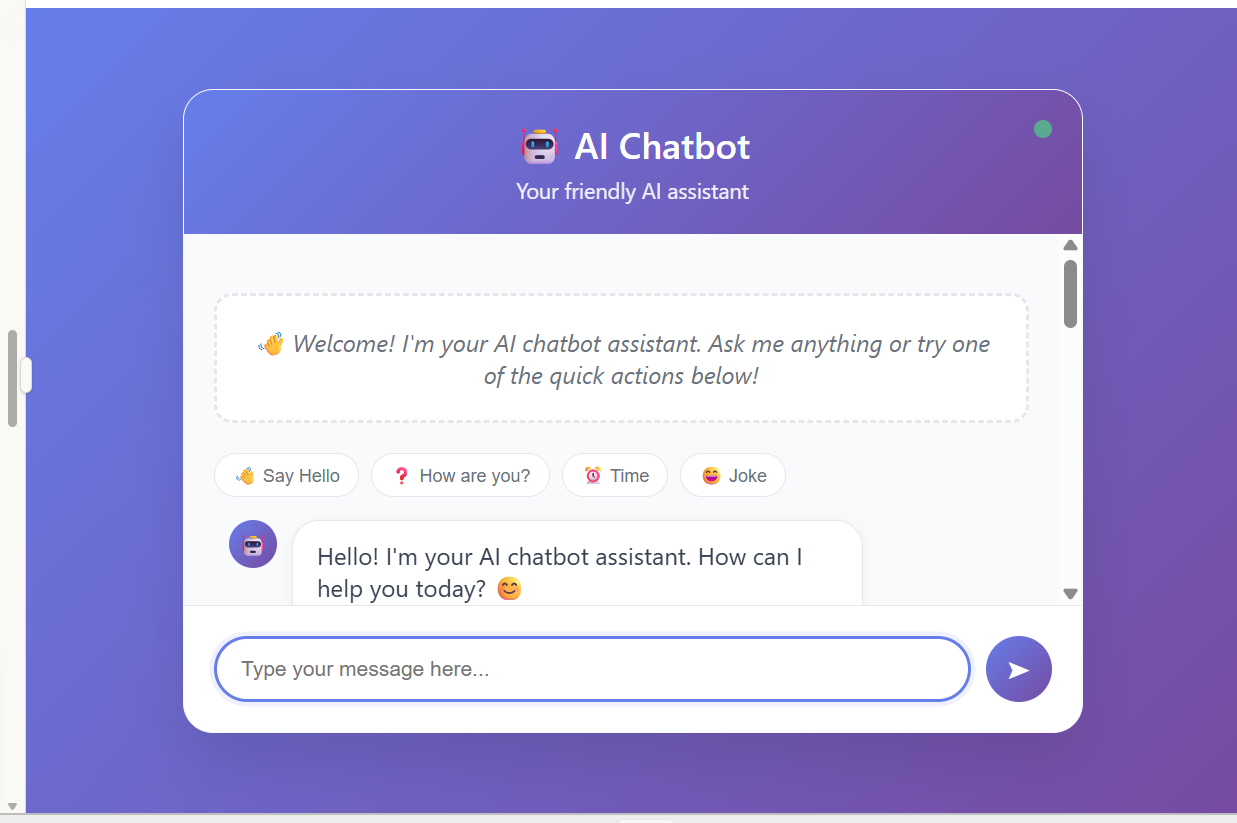 AI Chatbot
Your friendly AI assistant
Welcome! I'm your AI chatbot assistant. Ask me anything or try one
of the quick actions below!
Say Hello
How are you?
Time
Joke
Hello! I'm your AI chatbot assistant. How can I
help you today?
Type your message here...